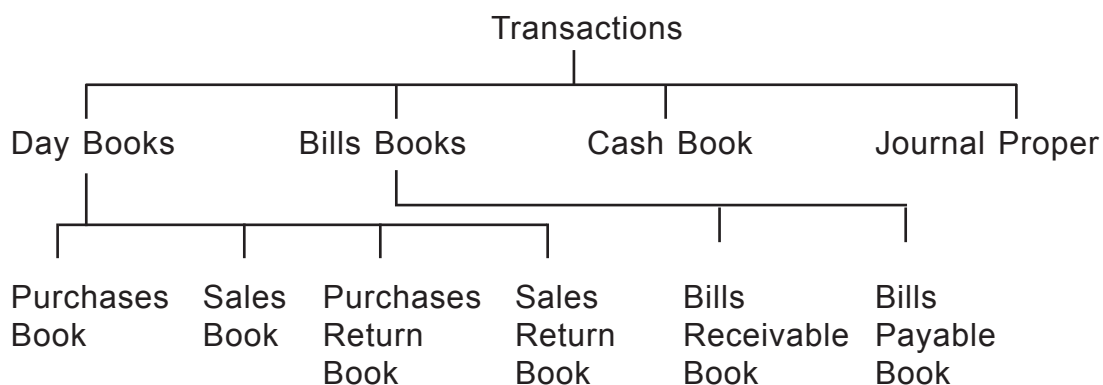 Transactions
Day Books Bills Books Cash Book Journal Proper
Purchases Book
Sales Book
Purchases Return Book
Sales Return Book
Bills Receivable Book
Bills Payable Book